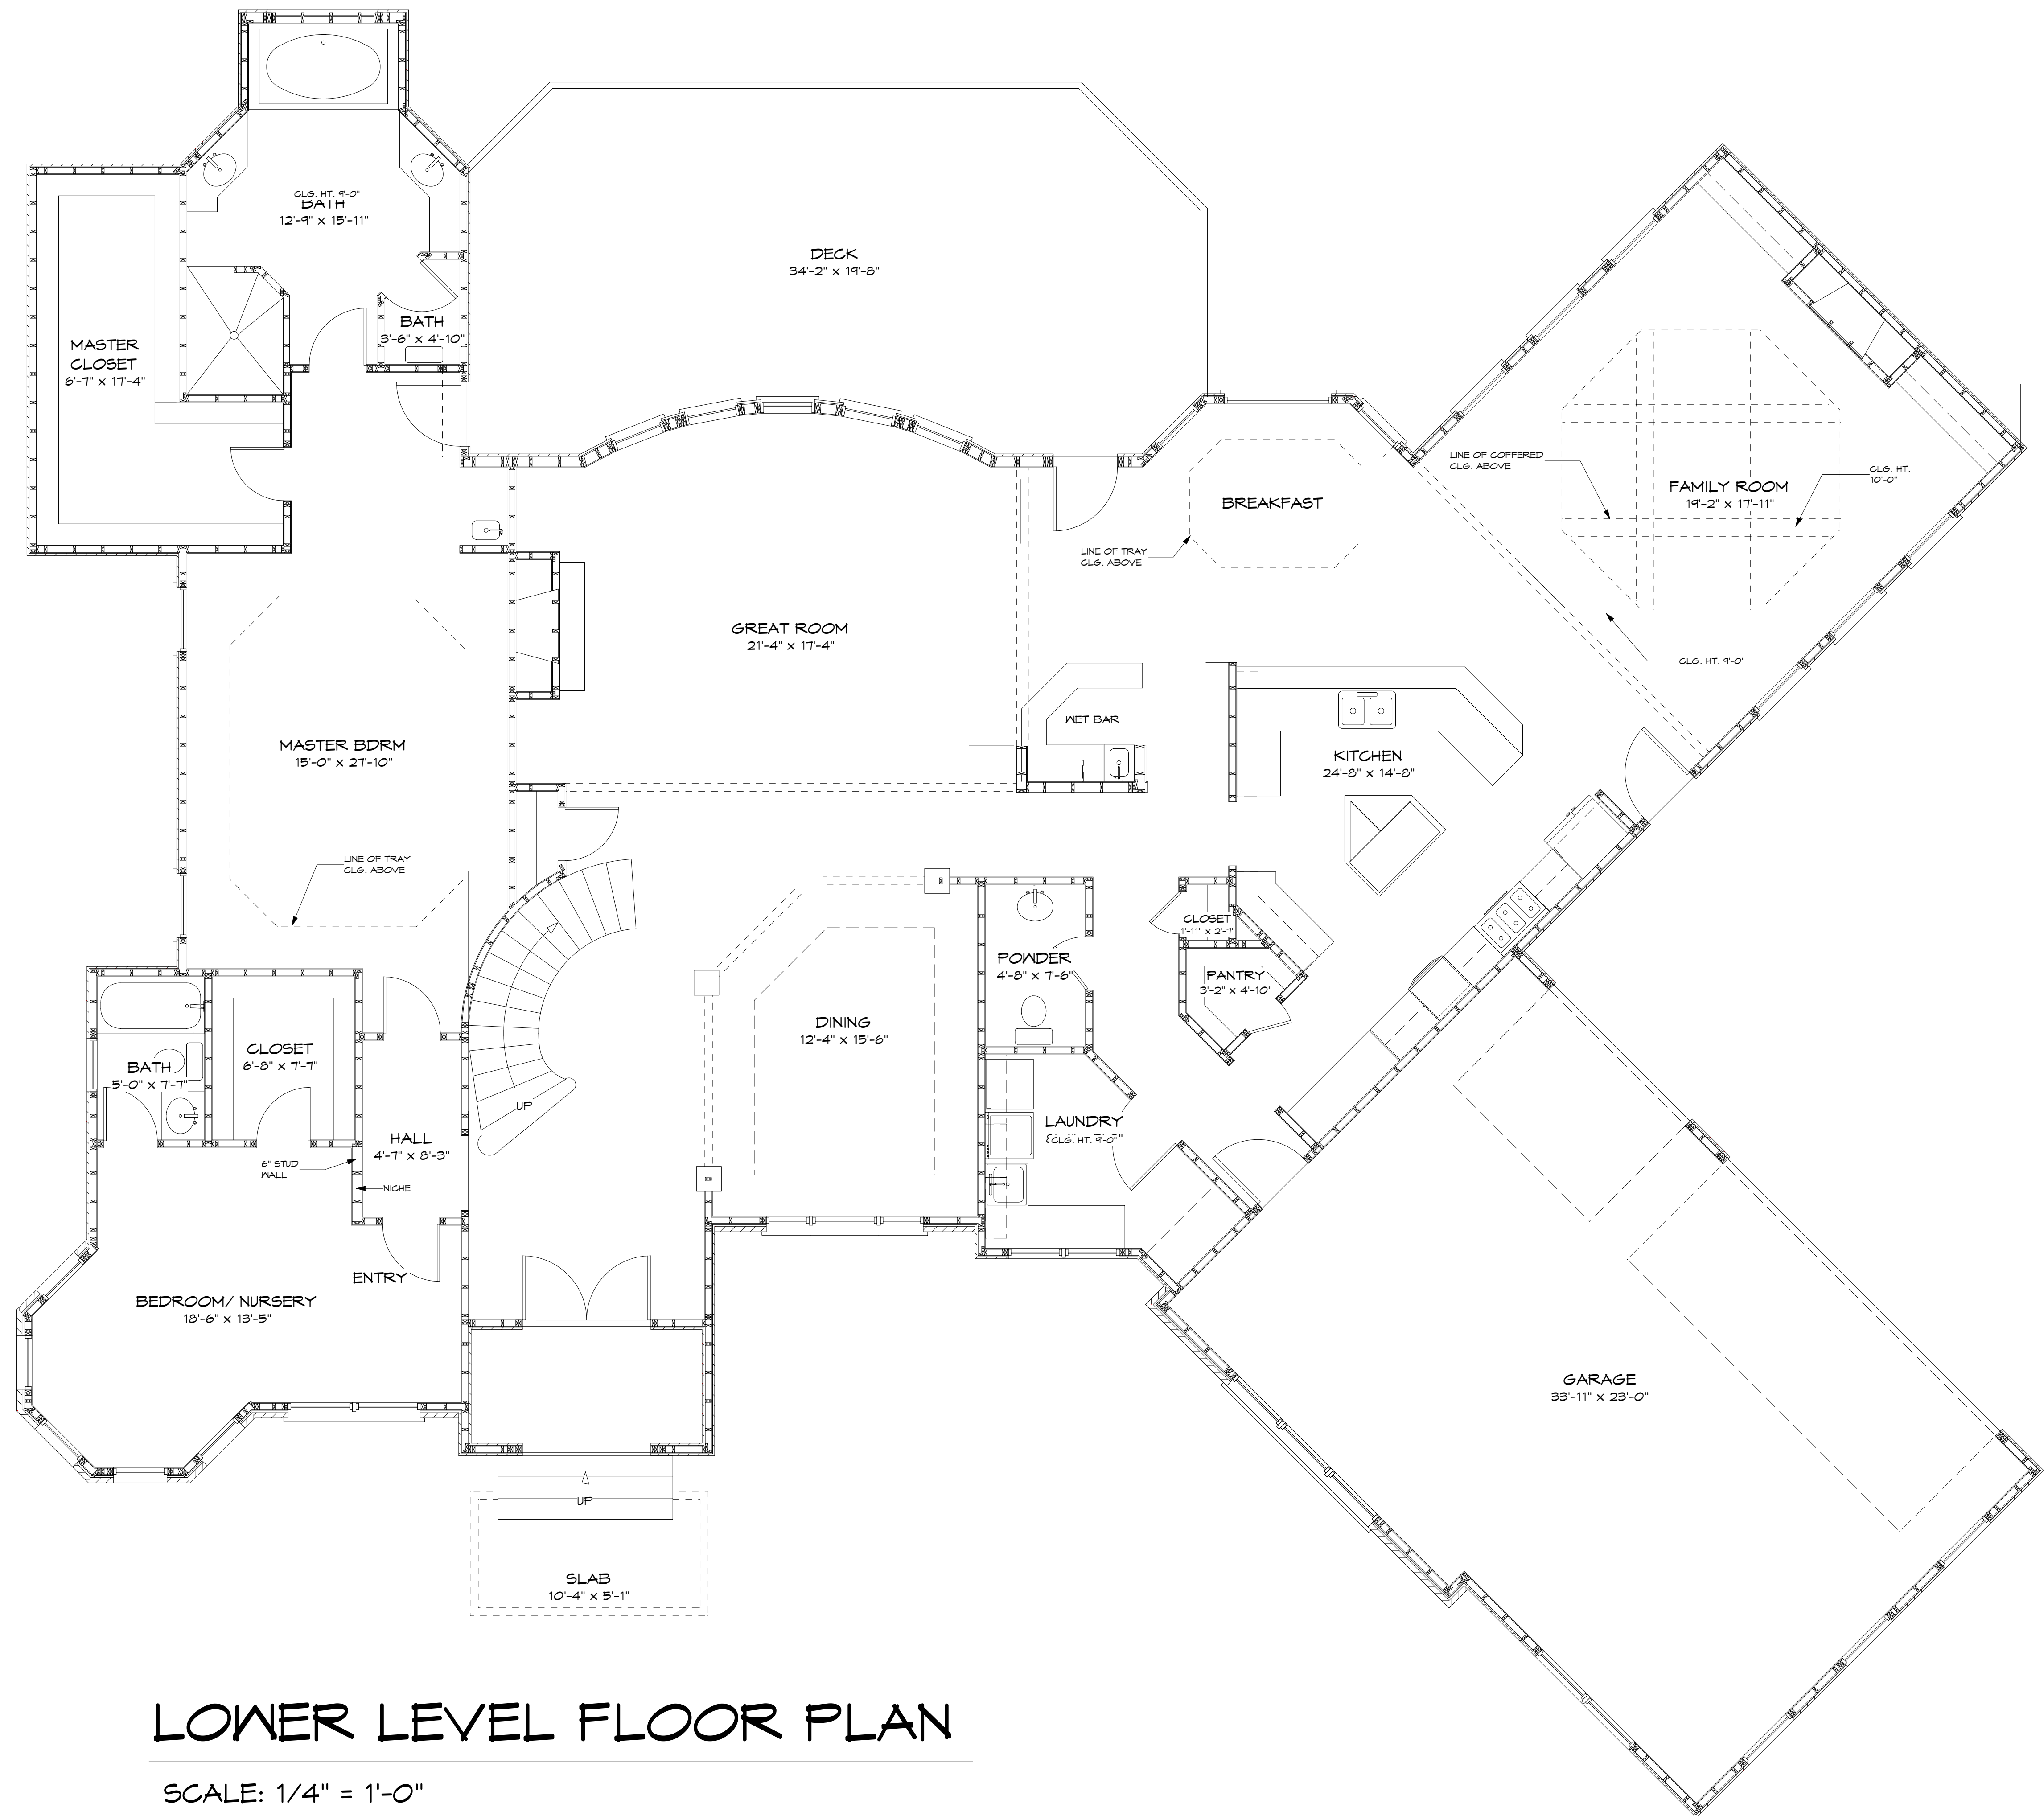 CLG. HT. 9'-0"
BATH
12'-9" x 15'-11"
DECK
34'-2" x 19'-8"
BATH
3'-6" x 4'-10"
MASTER
CLOSET
6'-7" x 17'-4"
LINE OF COFFERED
CLG. ABOVE
CLG. HT.
10'-0"
FAMILY ROOM
19'-2" x 17'-11"
BREAKFAST
LINE OF TRAY
CLG. ABOVE
GREAT ROOM
21'-4" x 17'-4"
CLG. HT. 9'-0"
WET BAR
MASTER BDRM
15'-0" x 27'-10"
KITCHEN
24'-8" x 14'-8"
LINE OF TRAY
CLG. ABOVE
CLOSET
1'-11" x 2'-7"
POWDER
4'-8" x 7'-6"
PANTRY
3'-2" x 4'-10"
DINING
12'-4" x 15'-6"
CLOSET
6'-8" x 7'-7"
BATH
5'-0" x 7'-7"
UP
LAUNDRY
CLG. HT. 9'-0"
HALL
4'-7" x 8'-3"
6" STUD
WALL
NICHE
ENTRY
BEDROOM/ NURSERY
18'-6" x 13'-5"
GARAGE
33'-11" x 23'-0"
UP
SLAB
10'-4" x 5'-1"
LOWER LEVEL FLOOR PLAN
SCALE: 1/4" = 1'-0"